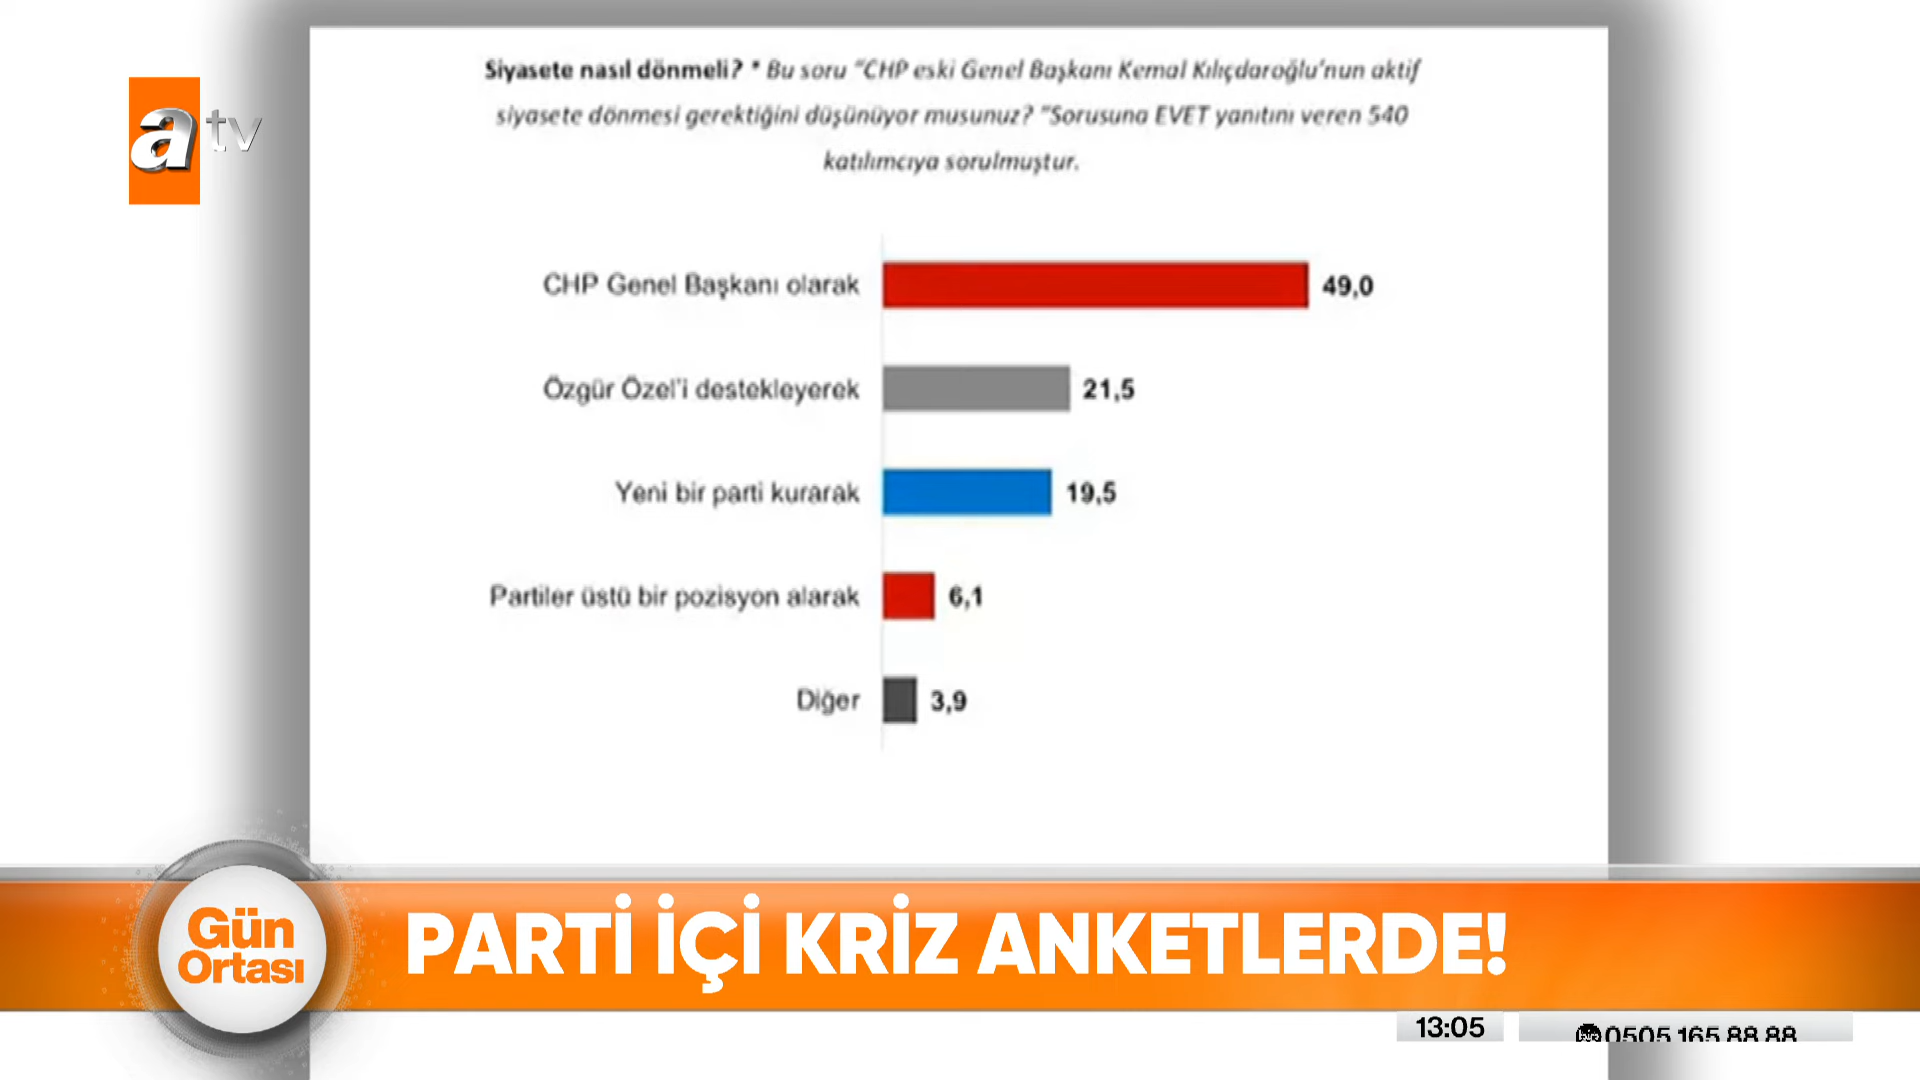 Siyasete nasıl dönmeli? * Bu soru "CHP eski Genel Başkanı Kemal Kılıçdaroğlu'nun aktif
siyasete dönmesi gerektiğini düşünüyor musunuz? "Sorusuna EVET yanıtını veren 540
katılımcıya sorulmuştur.
atv
CHP Genel Başkanı olarak 49,0
Özgür Özel'i destekleyerek 21,5
Yeni bir parti kurarak 19,5
Partiler üstü bir pozisyon alarak 6,1
Diğer 3,9
Gün
Ortası
PARTİ İÇİ KRİZ ANKETLERDE!
13:05
0505 165 88 88